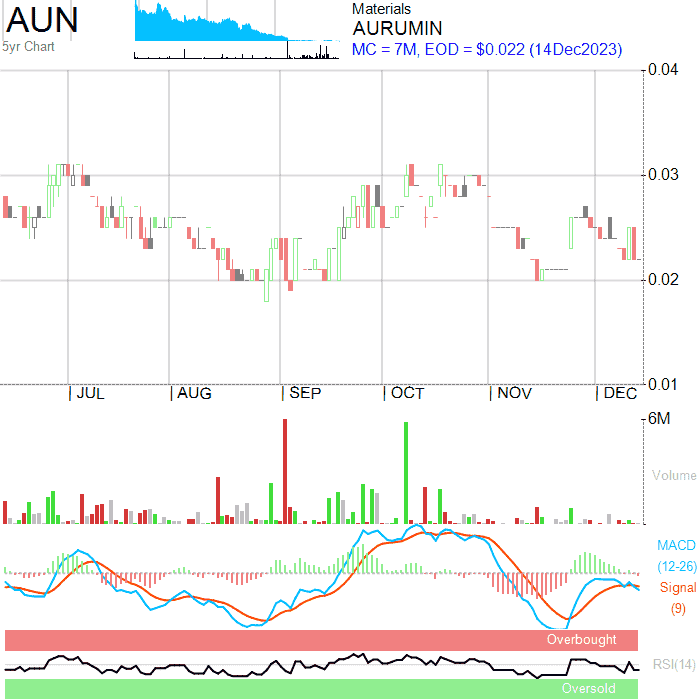 AUN
5yr Chart
Materials
AURUMIN
MC = 7M, EOD = $0.022 (14Dec2023)
0.04
0.03
0.02
0.01
JUL AUG SEP OCT NOV DEC
6M
Volume
MACD
(12-26)
Signal
(9)
Overbought
RSI(14)
Oversold